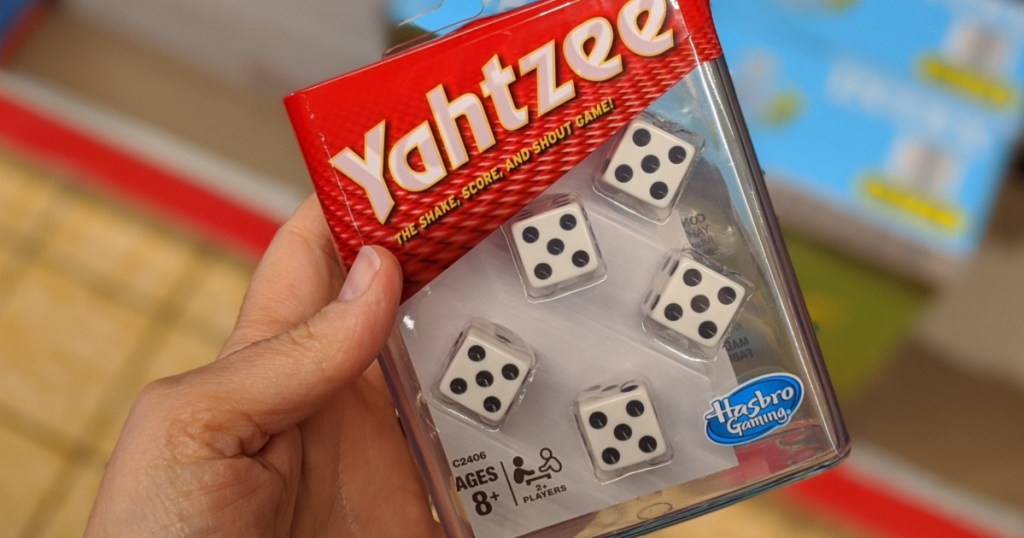 Yahtzee
THE SHAKE, SCORE, AND SHOUT GAME!
Hasbro
Gaming
C2406
AGES
8+
2+
PLAYERS